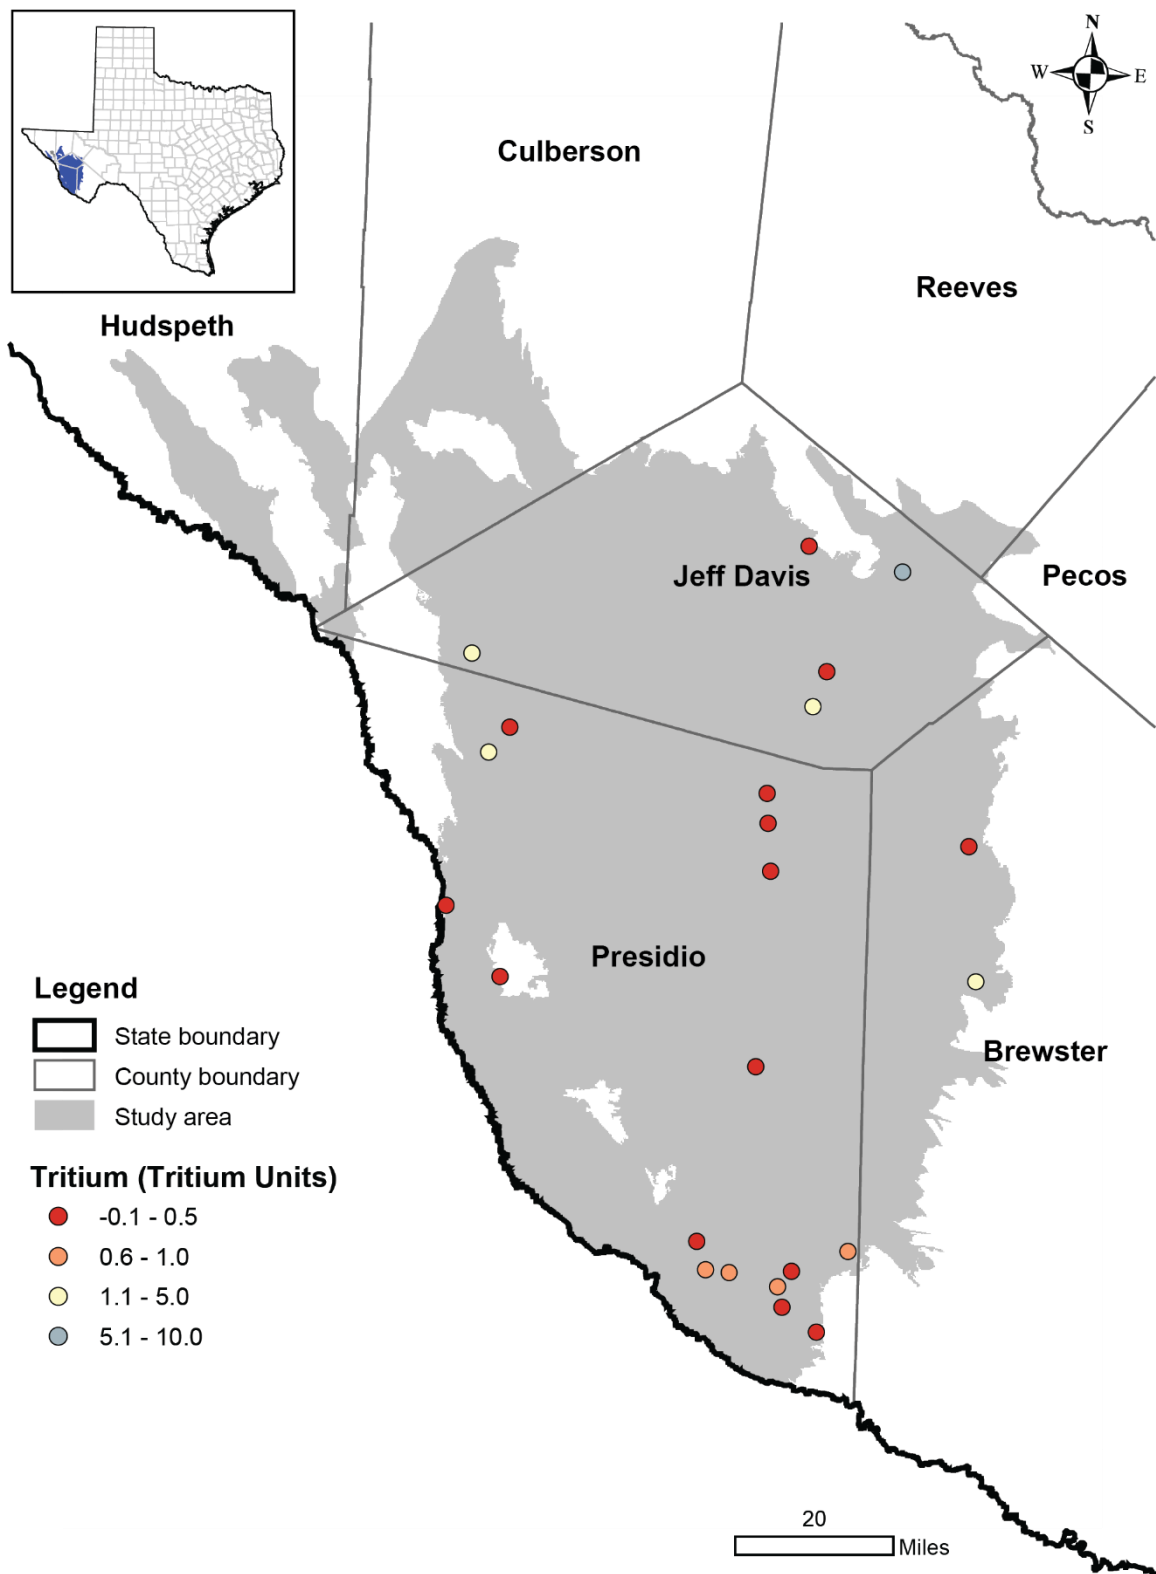 N
W
E
S
Culberson
Reeves
Hudspeth
Jeff Davis
Pecos
Presidio
Brewster
Legend
State boundary
County boundary
Study area
Tritium (Tritium Units)
-0.1 - 0.5
0.6 - 1.0
1.1 - 5.0
5.1 - 10.0
20
Miles